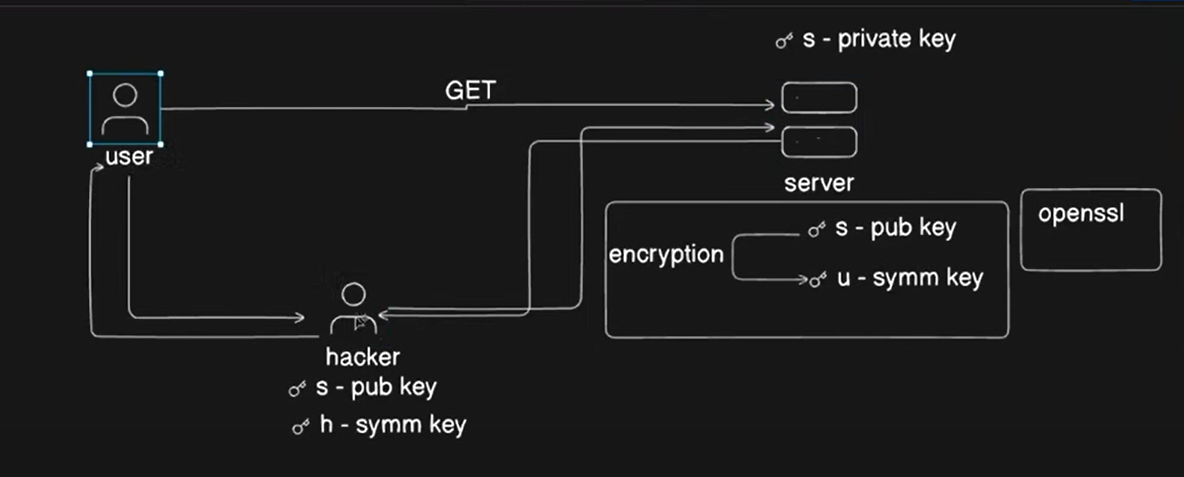 s - private key
GET
user
server
openssl
s - pub key
encryption
u - symm key
hacker
s - pub key
h - symm key